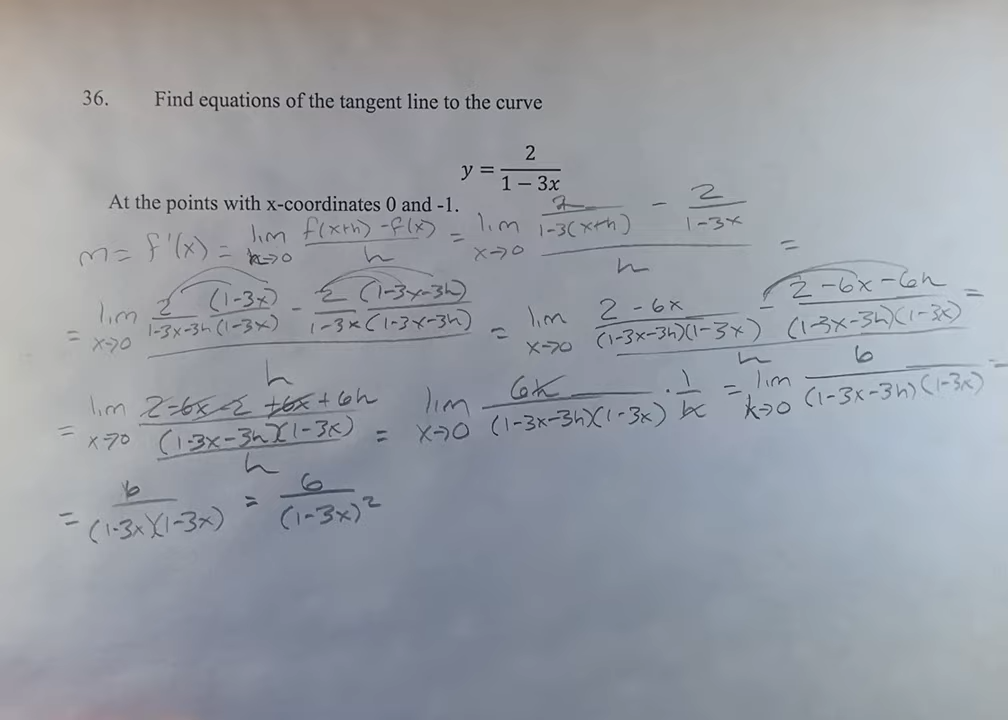 36. Find equations of the tangent line to the curve
y = 2/(1 − 3x)
At the points with x-coordinates 0 and -1.
m = f'(x) = lim h→0 (f(x+h) - f(x))/h = lim x→0 (2/(1-3(x+h)) - 2/(1-3x))/h =
= lim x→0 (2 (1-3x)/(1-3x-3h(1-3x)) - 2 (1-3x-3h)/(1-3x(1-3x-3h)))/h = lim x→0 ((2-6x)/((1-3x-3h)(1-3x)) - (2-6x-6h)/((1-3x-3h)(1-3x)))/h =
= lim x→0 ((2-6x-2+6x+6h)/((1-3x-3h)(1-3x)))/h = lim x→0 6h/((1-3x-3h)(1-3x)) · 1/h = lim h→0 6/((1-3x-3h)(1-3x)) =
= 6/((1-3x)(1-3x)) = 6/(1-3x)²